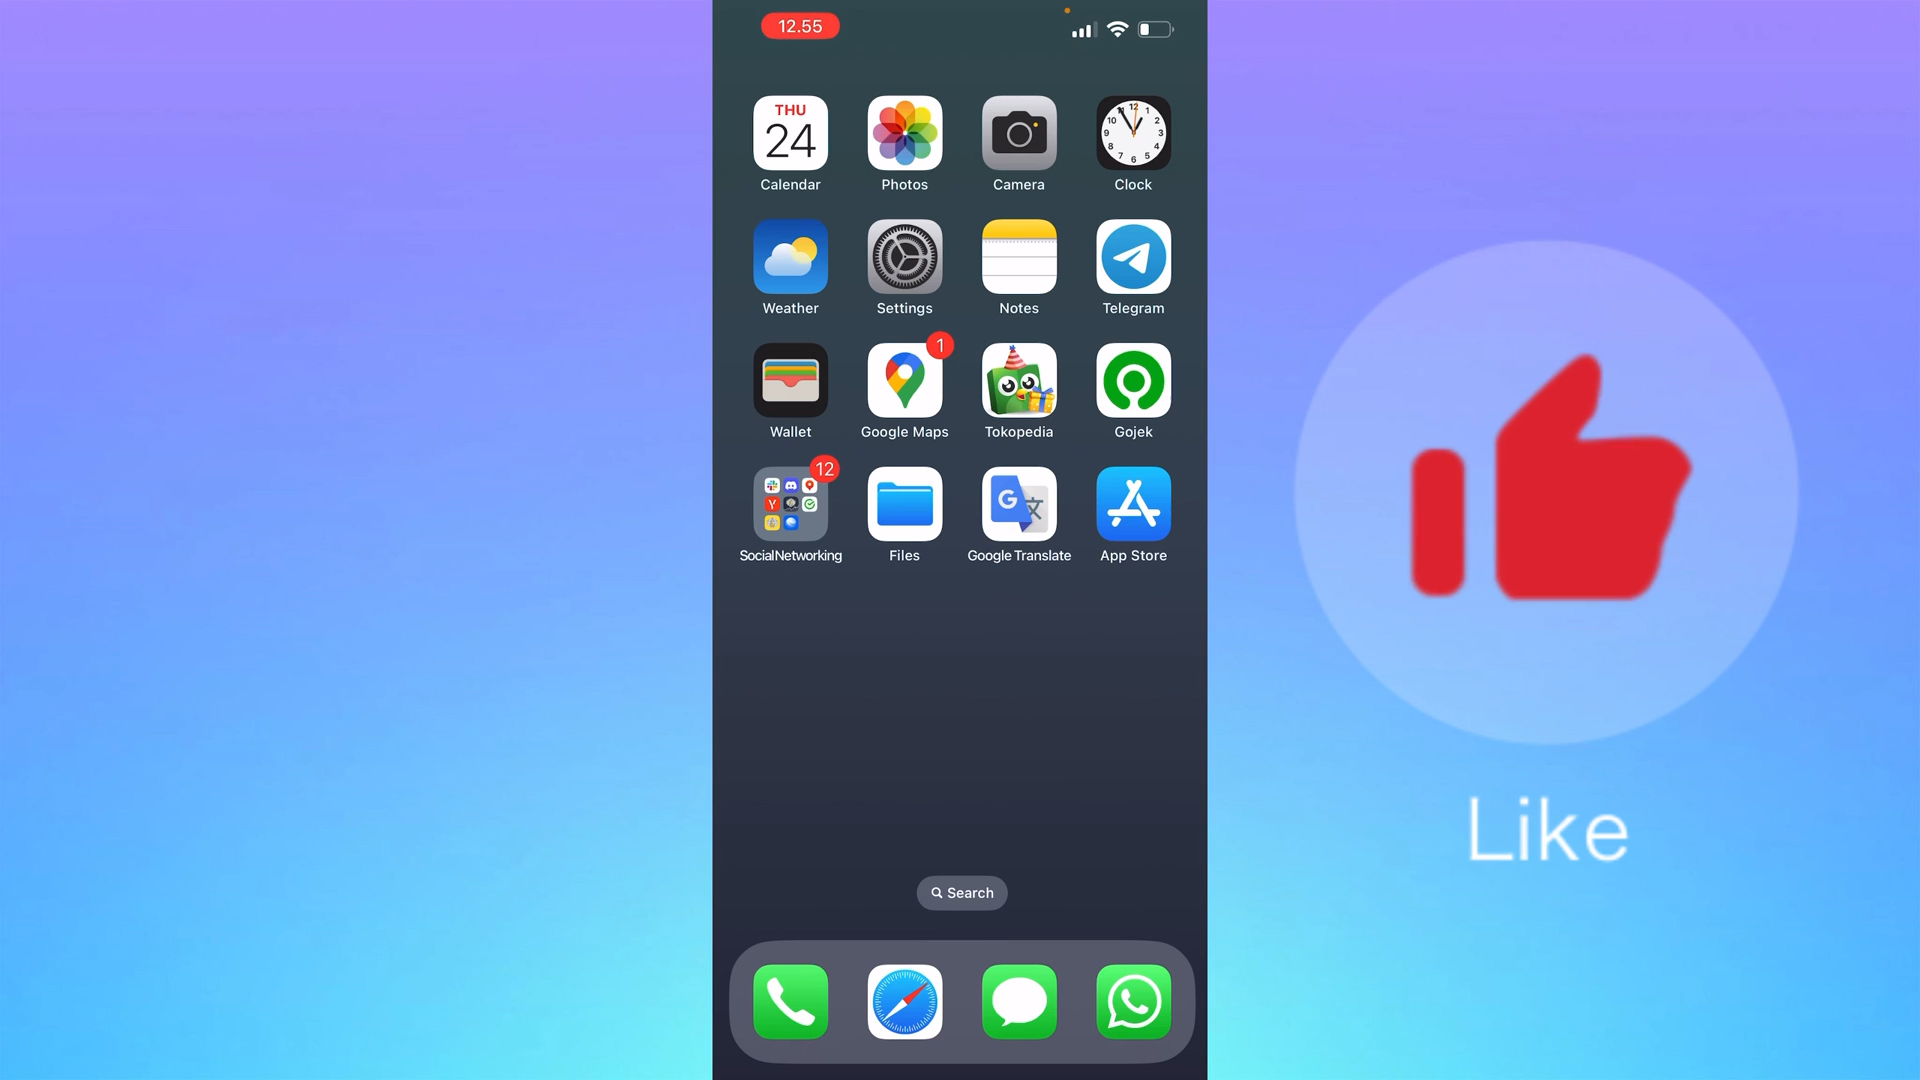 12.55
THU
24
Calendar
Photos
Camera
Clock
Weather
Settings
Notes
Telegram
1
Wallet
Google Maps
Tokopedia
Gojek
12
SocialNetworking
Files
Google Translate
App Store
Search
Like